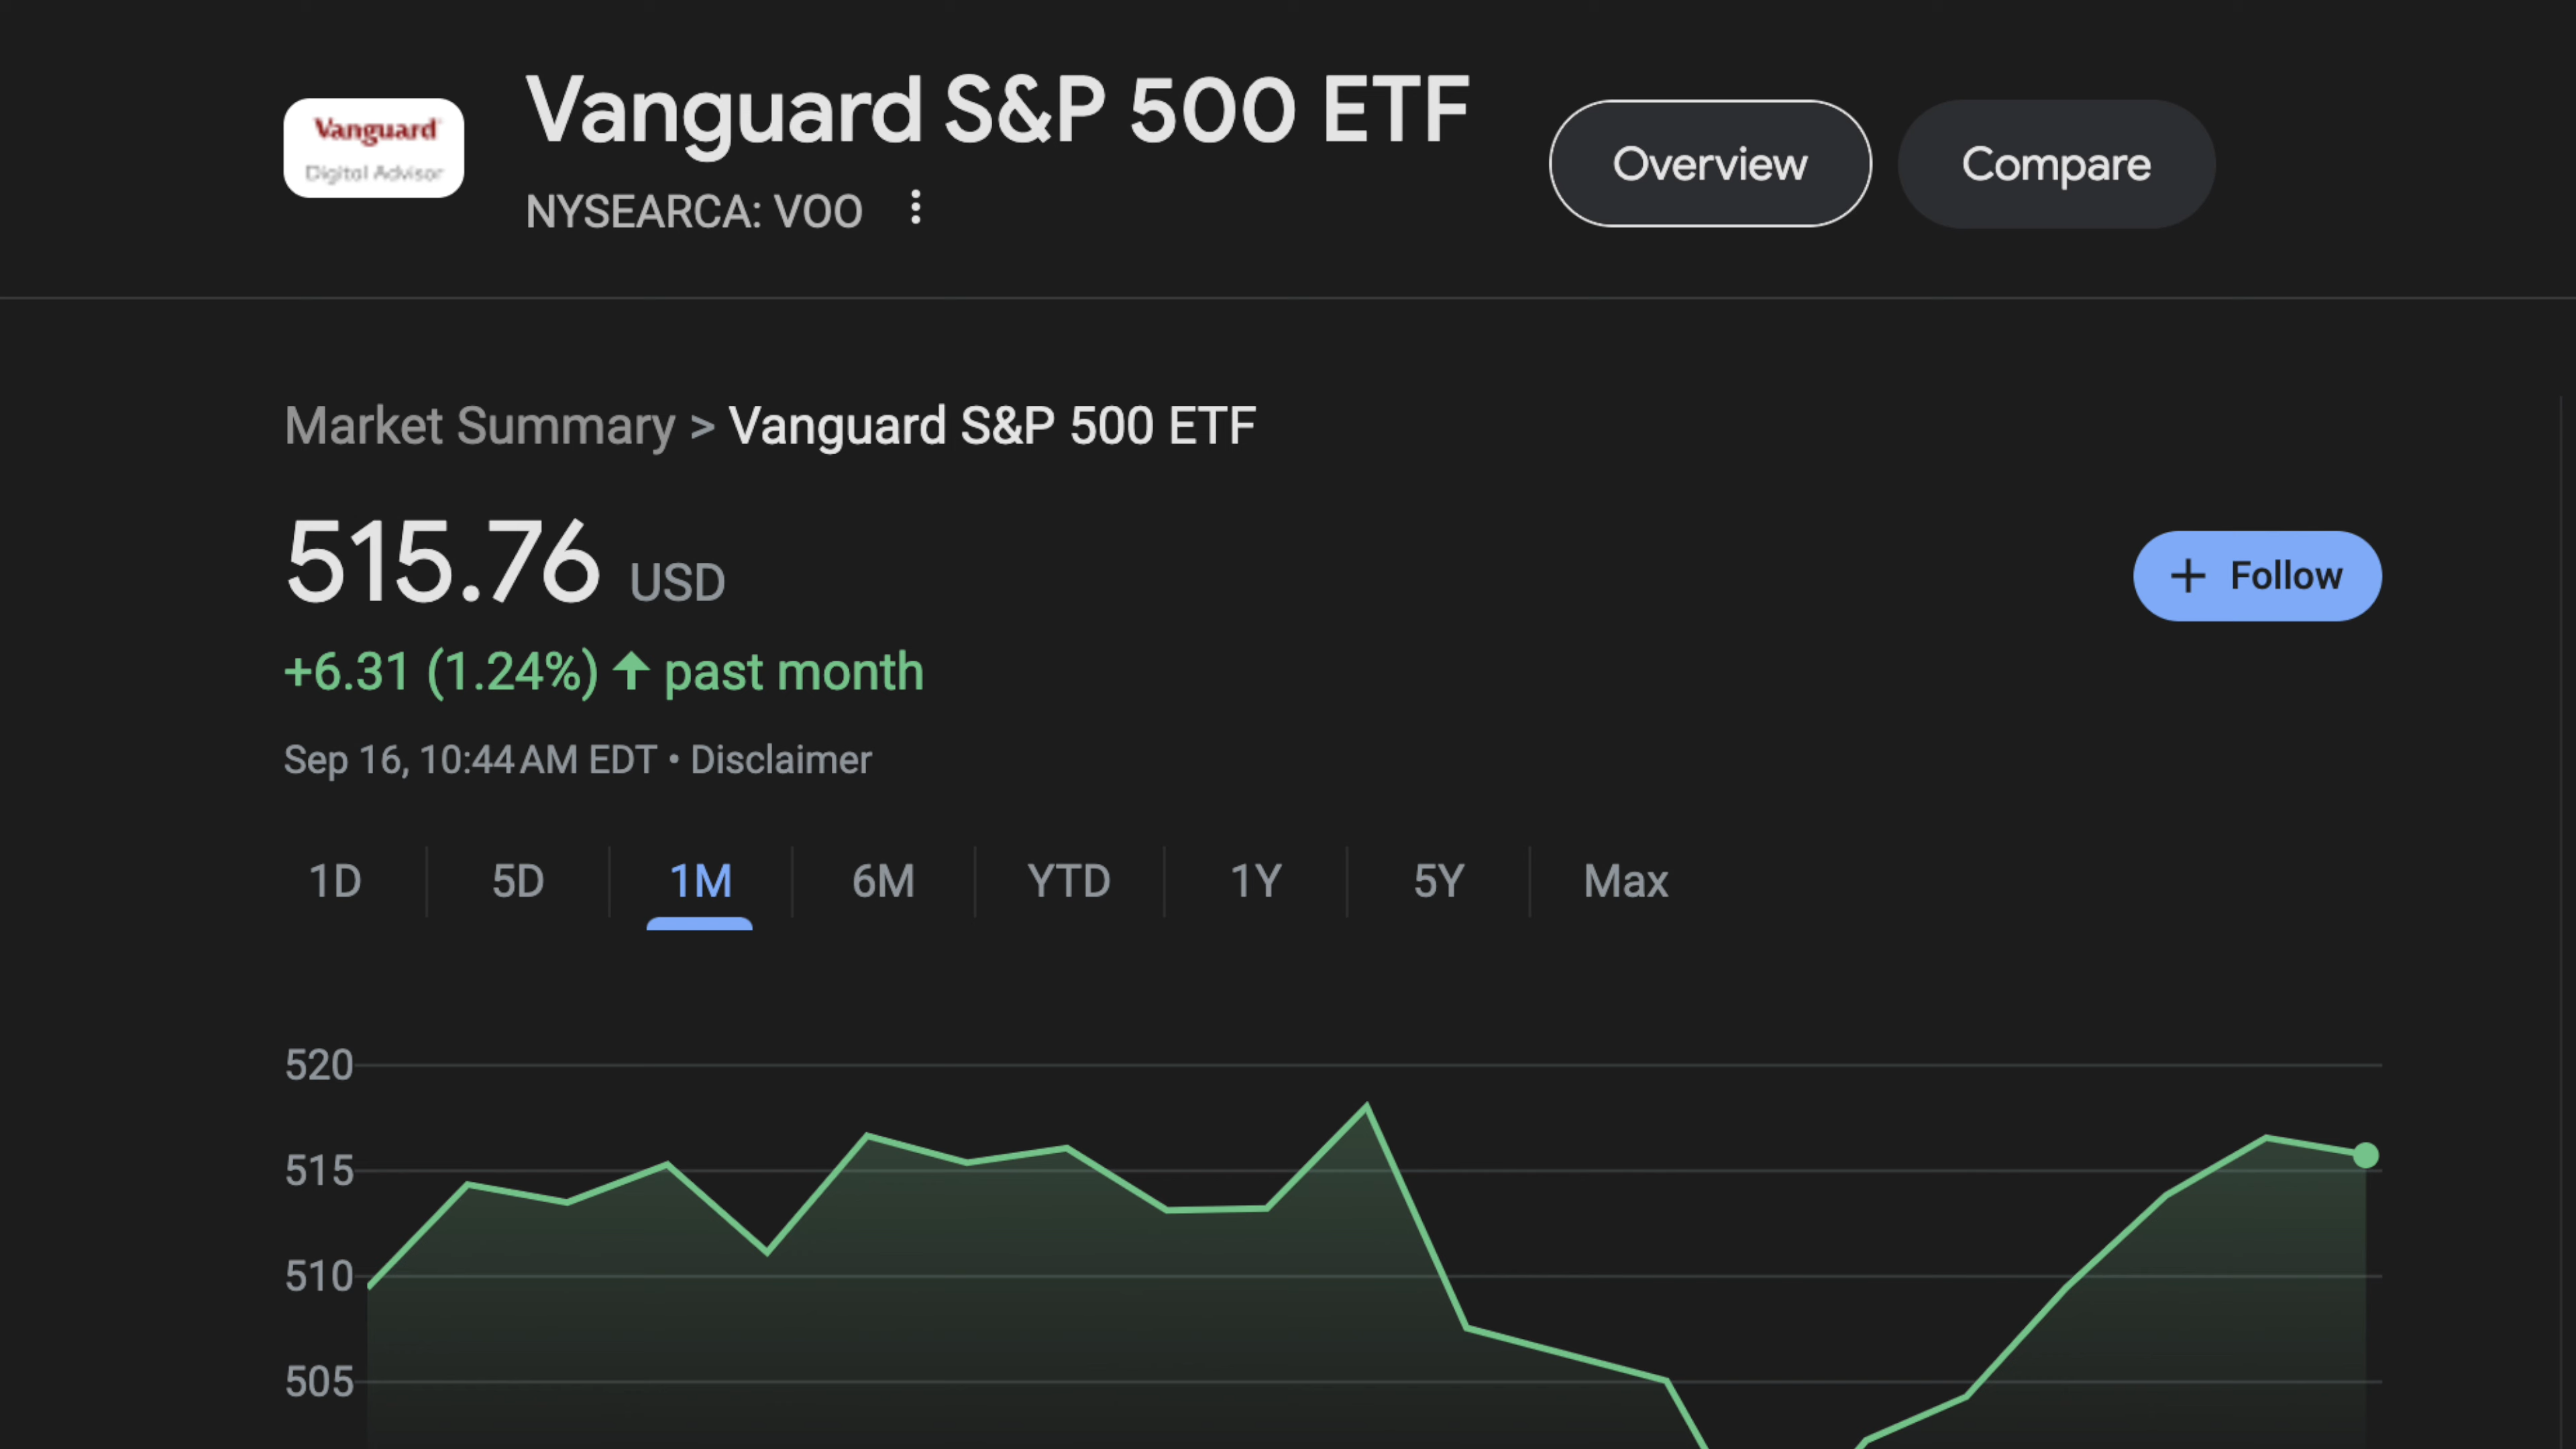 Vanguard
Digital Advisor
Vanguard S&P 500 ETF
NYSEARCA: VOO
Overview
Compare
Market Summary > Vanguard S&P 500 ETF
515.76 USD
+ Follow
+6.31 (1.24%) ↑ past month
Sep 16, 10:44 AM EDT • Disclaimer
1D 5D 1M 6M YTD 1Y 5Y Max
520
515
510
505